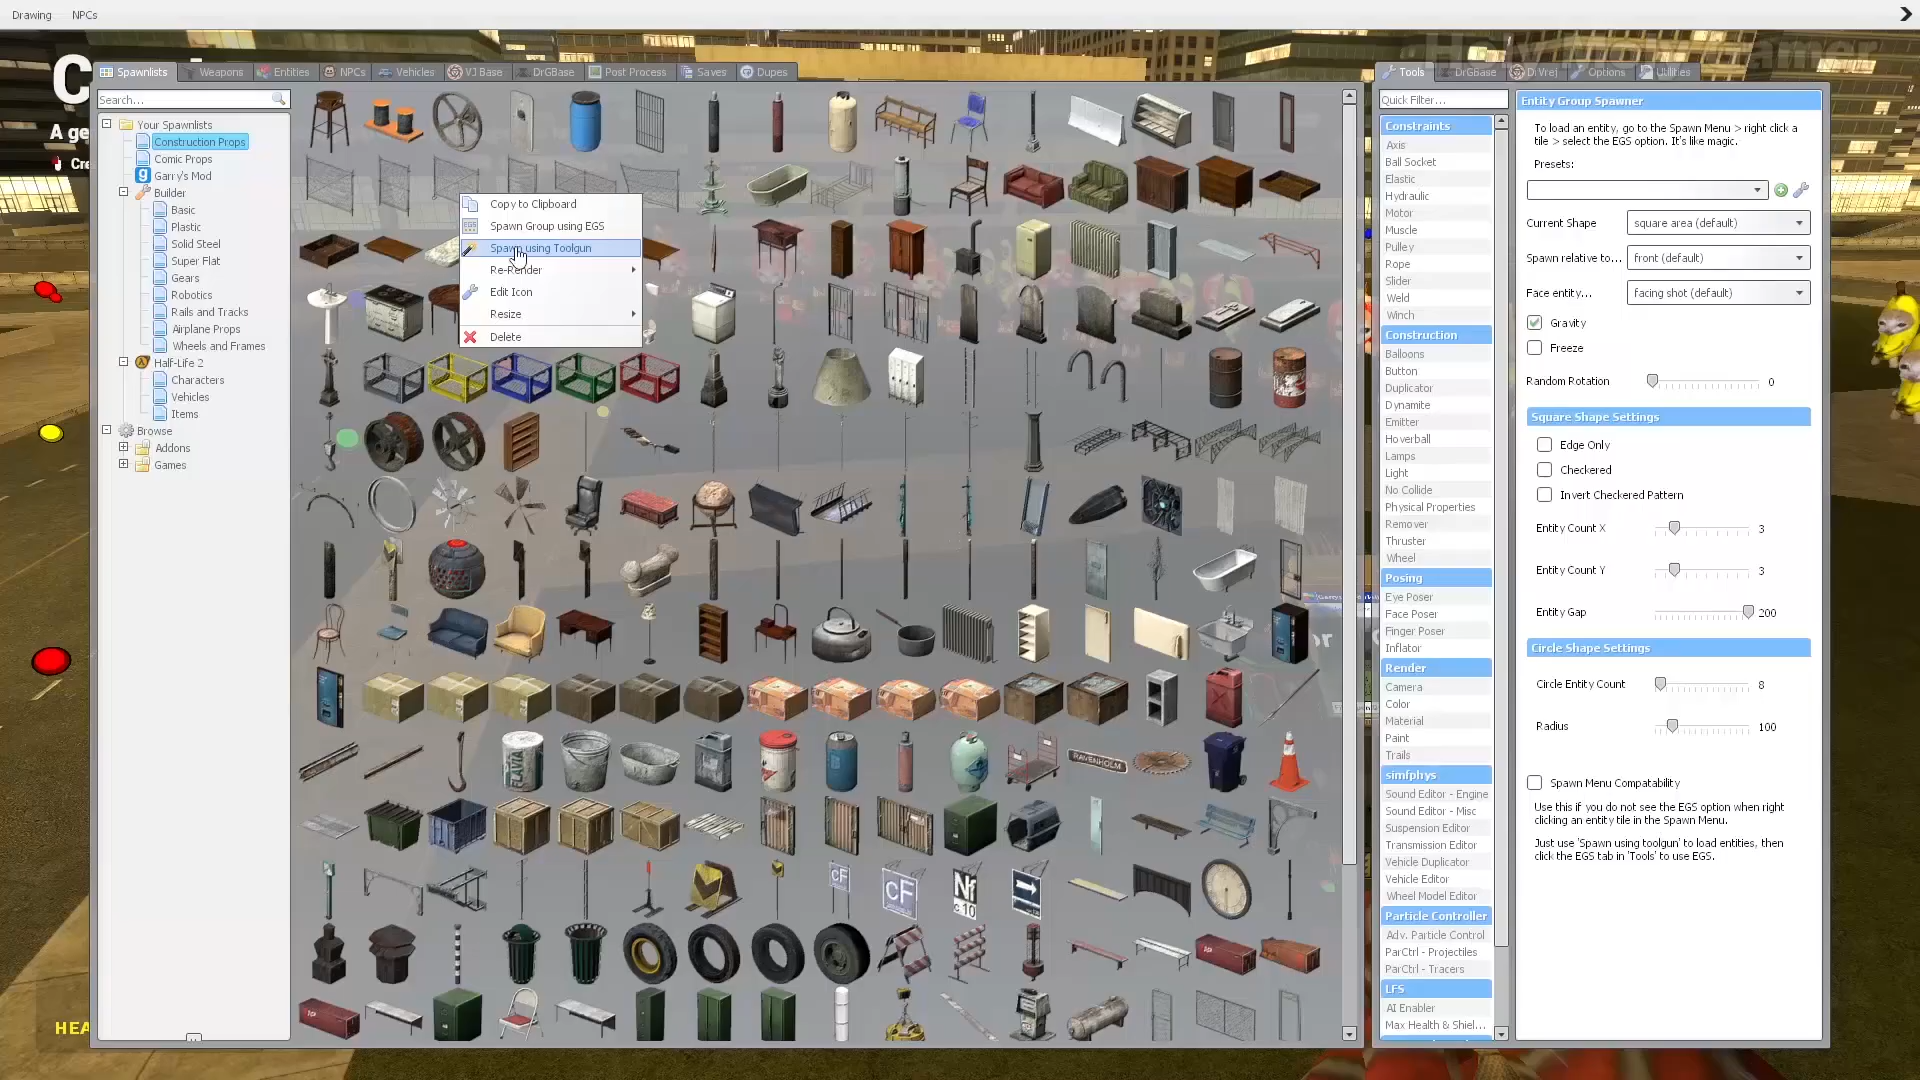 Drawing
NPCs
Spawnlists
Weapons
Entities
NPCs
Vehicles
VJ Base
DrGBase
Post Process
Saves
Dupes
Search...
Your Spawnlists
Construction Props
Comic Props
Garry's Mod
Builder
Basic
Plastic
Solid Steel
Super Flat
Gears
Robotics
Rails and Tracks
Airplane Props
Wheels and Frames
Half-Life 2
Characters
Vehicles
Items
Browse
Addons
Games
Copy to Clipboard
EGS Spawn Group using EGS
Spawn using Toolgun
Re-Render
Edit Icon
Resize
Delete
RAVENHOLM
cF
cF
Nf
c 10
HEA
Tools
DrGBase
DiVrej
Options
Utilities
Quick Filter...
Constraints
Axis
Ball Socket
Elastic
Hydraulic
Motor
Muscle
Pulley
Rope
Slider
Weld
Winch
Construction
Balloons
Button
Duplicator
Dynamite
Emitter
Hoverball
Lamps
Light
No Collide
Physical Properties
Remover
Thruster
Wheel
Posing
Eye Poser
Face Poser
Finger Poser
Inflator
Render
Camera
Color
Material
Paint
Trails
simfphys
Sound Editor - Engine
Sound Editor - Misc
Suspension Editor
Transmission Editor
Vehicle Duplicator
Vehicle Editor
Wheel Model Editor
Particle Controller
Adv. Particle Control
ParCtrl - Projectiles
ParCtrl - Tracers
LFS
AI Enabler
Max Health & Shiel...
Entity Group Spawner
To load an entity, go to the Spawn Menu > right click a
tile > select the EGS option. It's like magic.
Presets:
Current Shape square area (default)
Spawn relative to... front (default)
Face entity... facing shot (default)
Gravity
Freeze
Random Rotation 0
Square Shape Settings
Edge Only
Checkered
Invert Checkered Pattern
Entity Count X 3
Entity Count Y 3
Entity Gap 200
Circle Shape Settings
Circle Entity Count 8
Radius 100
Spawn Menu Compatability
Use this if you do not see the EGS option when right
clicking an entity tile in the Spawn Menu.
Just use 'Spawn using toolgun' to load entities, then
click the EGS tab in 'Tools' to use EGS.